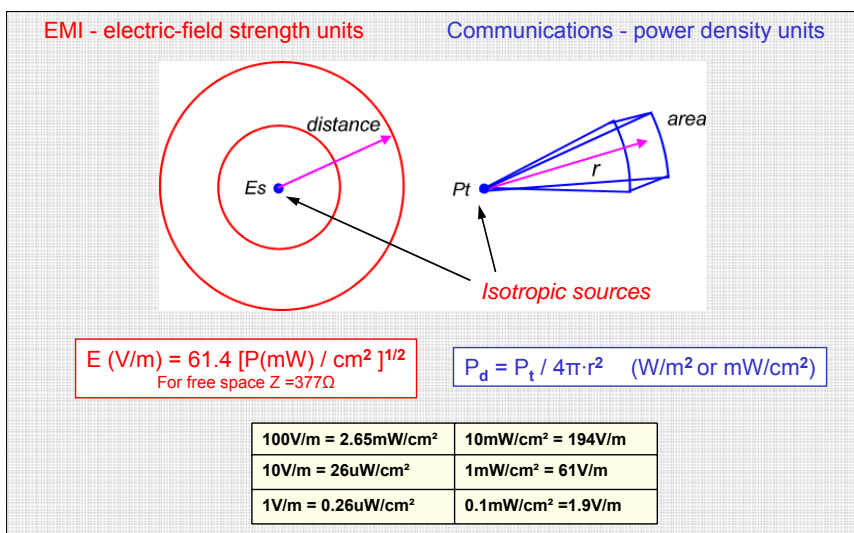 EMI - electric-field strength units
Communications - power density units
distance
area
Es
Pt
r
Isotropic sources
E (V/m) = 61.4 [P(mW) / cm² ]¹/²
For free space Z =377Ω
P_d = P_t / 4π·r² (W/m² or mW/cm²)
100V/m = 2.65mW/cm² 10mW/cm² = 194V/m
10V/m = 26uW/cm² 1mW/cm² = 61V/m
1V/m = 0.26uW/cm² 0.1mW/cm² =1.9V/m